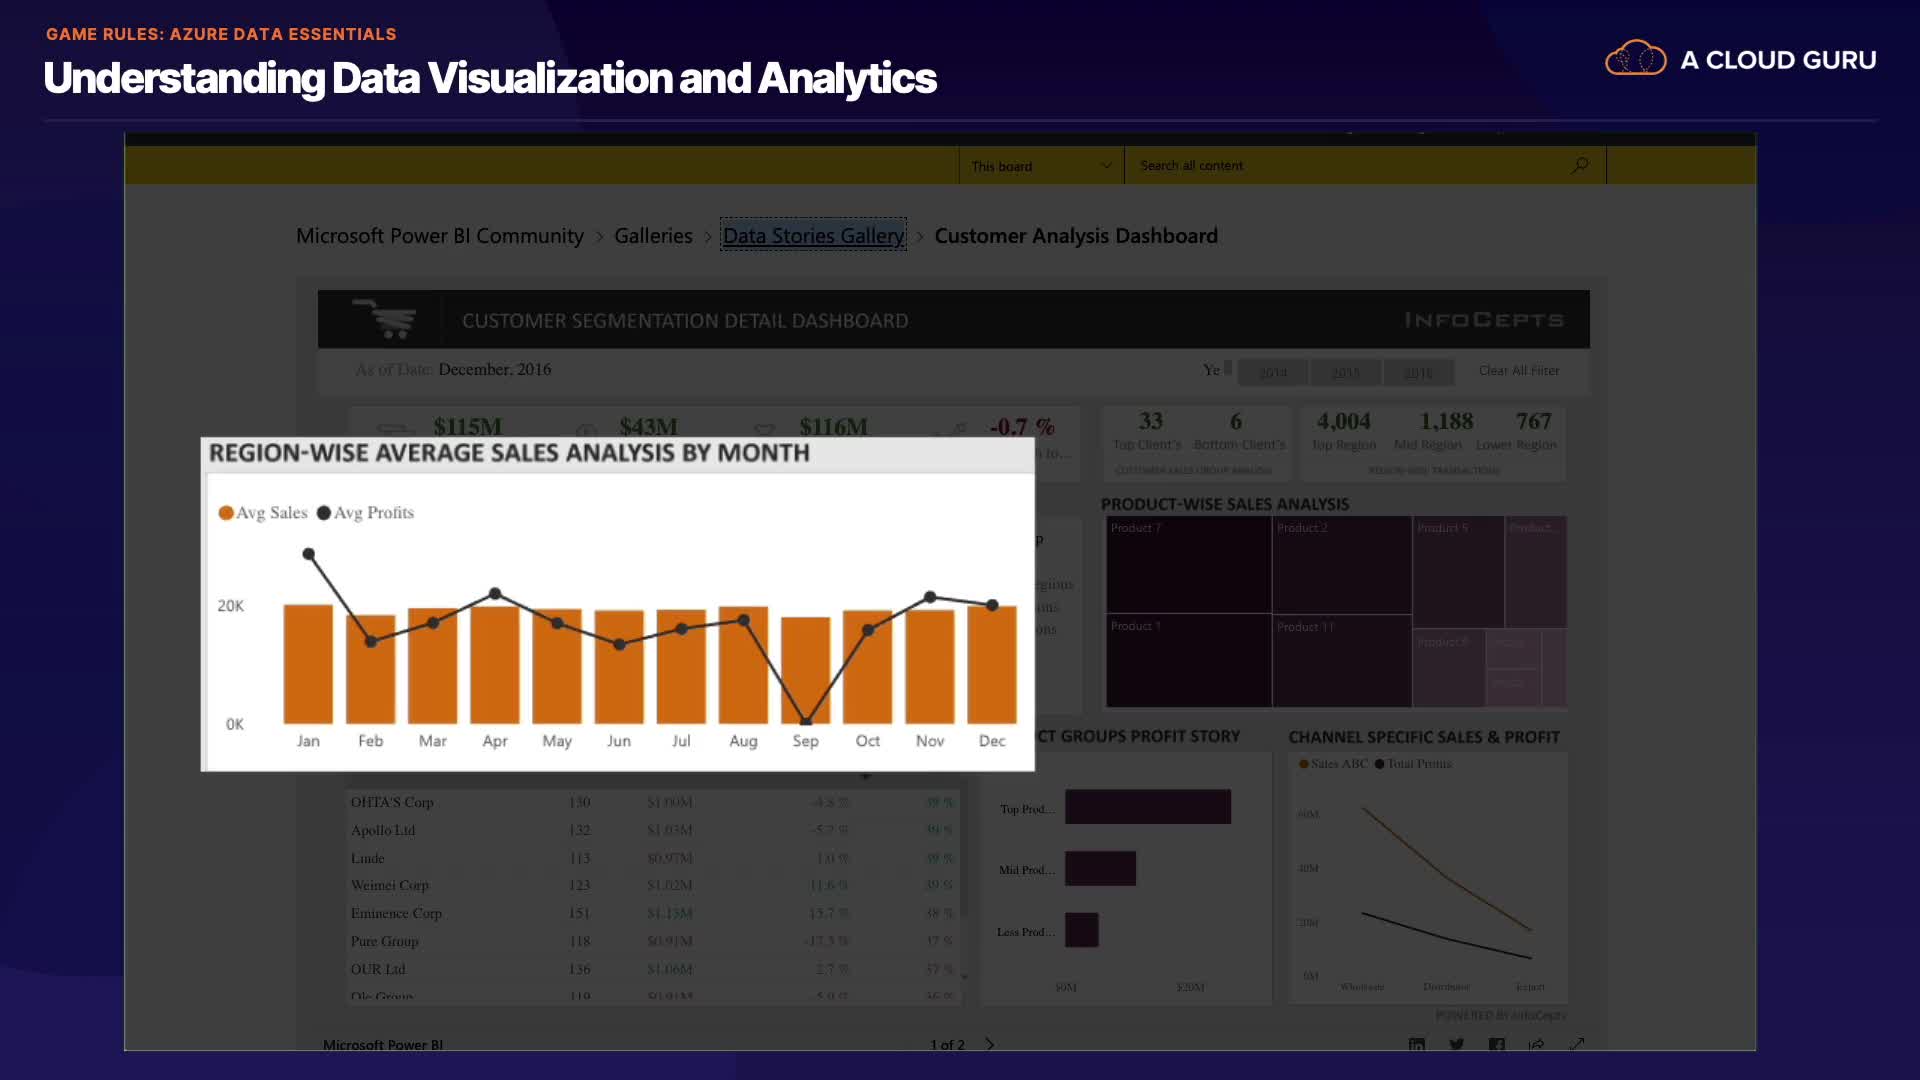 GAME RULES: AZURE DATA ESSENTIALS
Understanding Data Visualization and Analytics
A CLOUD GURU
This board
Search all content
Microsoft Power BI Community > Galleries > Data Stories Gallery > Customer Analysis Dashboard
CUSTOMER SEGMENTATION DETAIL DASHBOARD
INFOCEPTS
As of Date: December, 2016
Ye
2014
2015
2016
Clear All Filter
$115M
$43M
$116M
-0.7 %
33
6
4,004
1,188
767
Top Client's
Bottom Client's
Top Region
Mid Region
Lower Region
CUSTOMER SALES GROUP ANALYSIS
REGION-WISE TRANSACTIONS
REGION-WISE AVERAGE SALES ANALYSIS BY MONTH
Avg Sales
Avg Profits
20K
0K
Jan Feb Mar Apr May Jun Jul Aug Sep Oct Nov Dec
PRODUCT-WISE SALES ANALYSIS
Product 7
Product 2
Product 5
Product...
Product 1
Product 11
Product 8
CT GROUPS PROFIT STORY
Top Prod...
Mid Prod...
Less Prod...
$0M
$20M
CHANNEL SPECIFIC SALES & PROFIT
Sales ABC
Total Profits
60M
40M
20M
0M
Wholesale
Distributor
Export
OHTA'S Corp 130 $1.00M -4.8 % 39 %
Apollo Ltd 132 $1.03M -5.2 % 39 %
Linde 113 $0.97M 1.0 % 39 %
Weimei Corp 123 $1.02M 11.6 % 39 %
Eminence Corp 151 $1.13M 15.7 % 38 %
Pure Group 118 $0.91M -17.3 % 37 %
OUR Ltd 136 $1.06M 2.7 % 37 %
Ole Group 119 $0.91M -5.9 % 36 %
POWERED BY InfoCepts
Microsoft Power BI
1 of 2